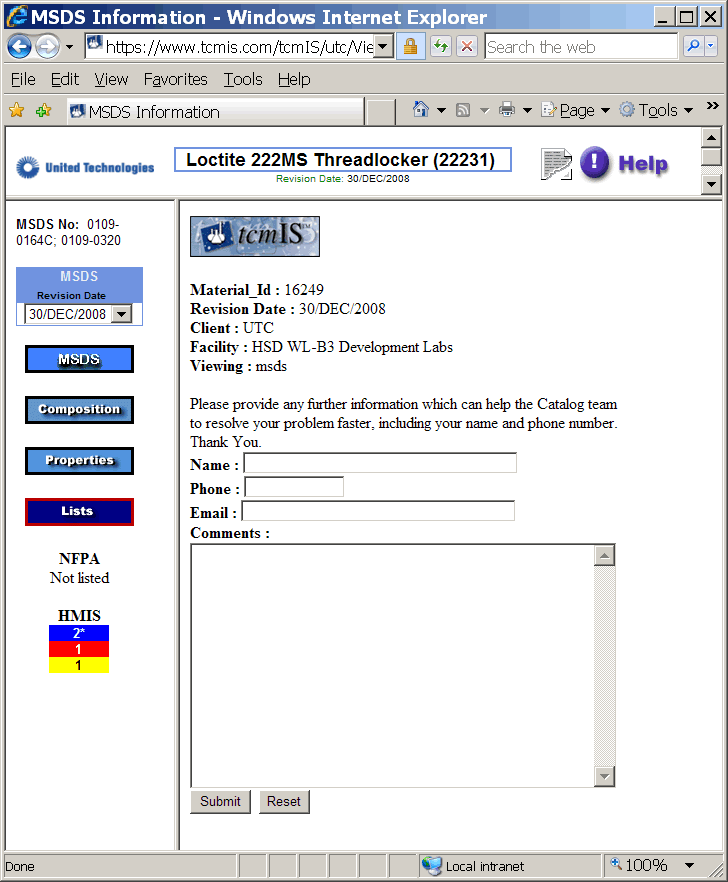 MSDS Information - Windows Internet Explorer
https://www.tcmis.com/tcmIS/utc/Vie
Search the web
File Edit View Favorites Tools Help
MSDS Information
Page Tools »
United Technologies
Loctite 222MS Threadlocker (22231)
Revision Date: 30/DEC/2008
! Help
MSDS No: 0109-
0164C; 0109-0320
MSDS
Revision Date
30/DEC/2008
MSDS
Composition
Properties
Lists
NFPA
Not listed
HMIS
2*
1
1
tcmIS™
Material_Id : 16249
Revision Date : 30/DEC/2008
Client : UTC
Facility : HSD WL-B3 Development Labs
Viewing : msds
Please provide any further information which can help the Catalog team
to resolve your problem faster, including your name and phone number.
Thank You.
Name :
Phone :
Email :
Comments :
Submit Reset
Done Local intranet 100%